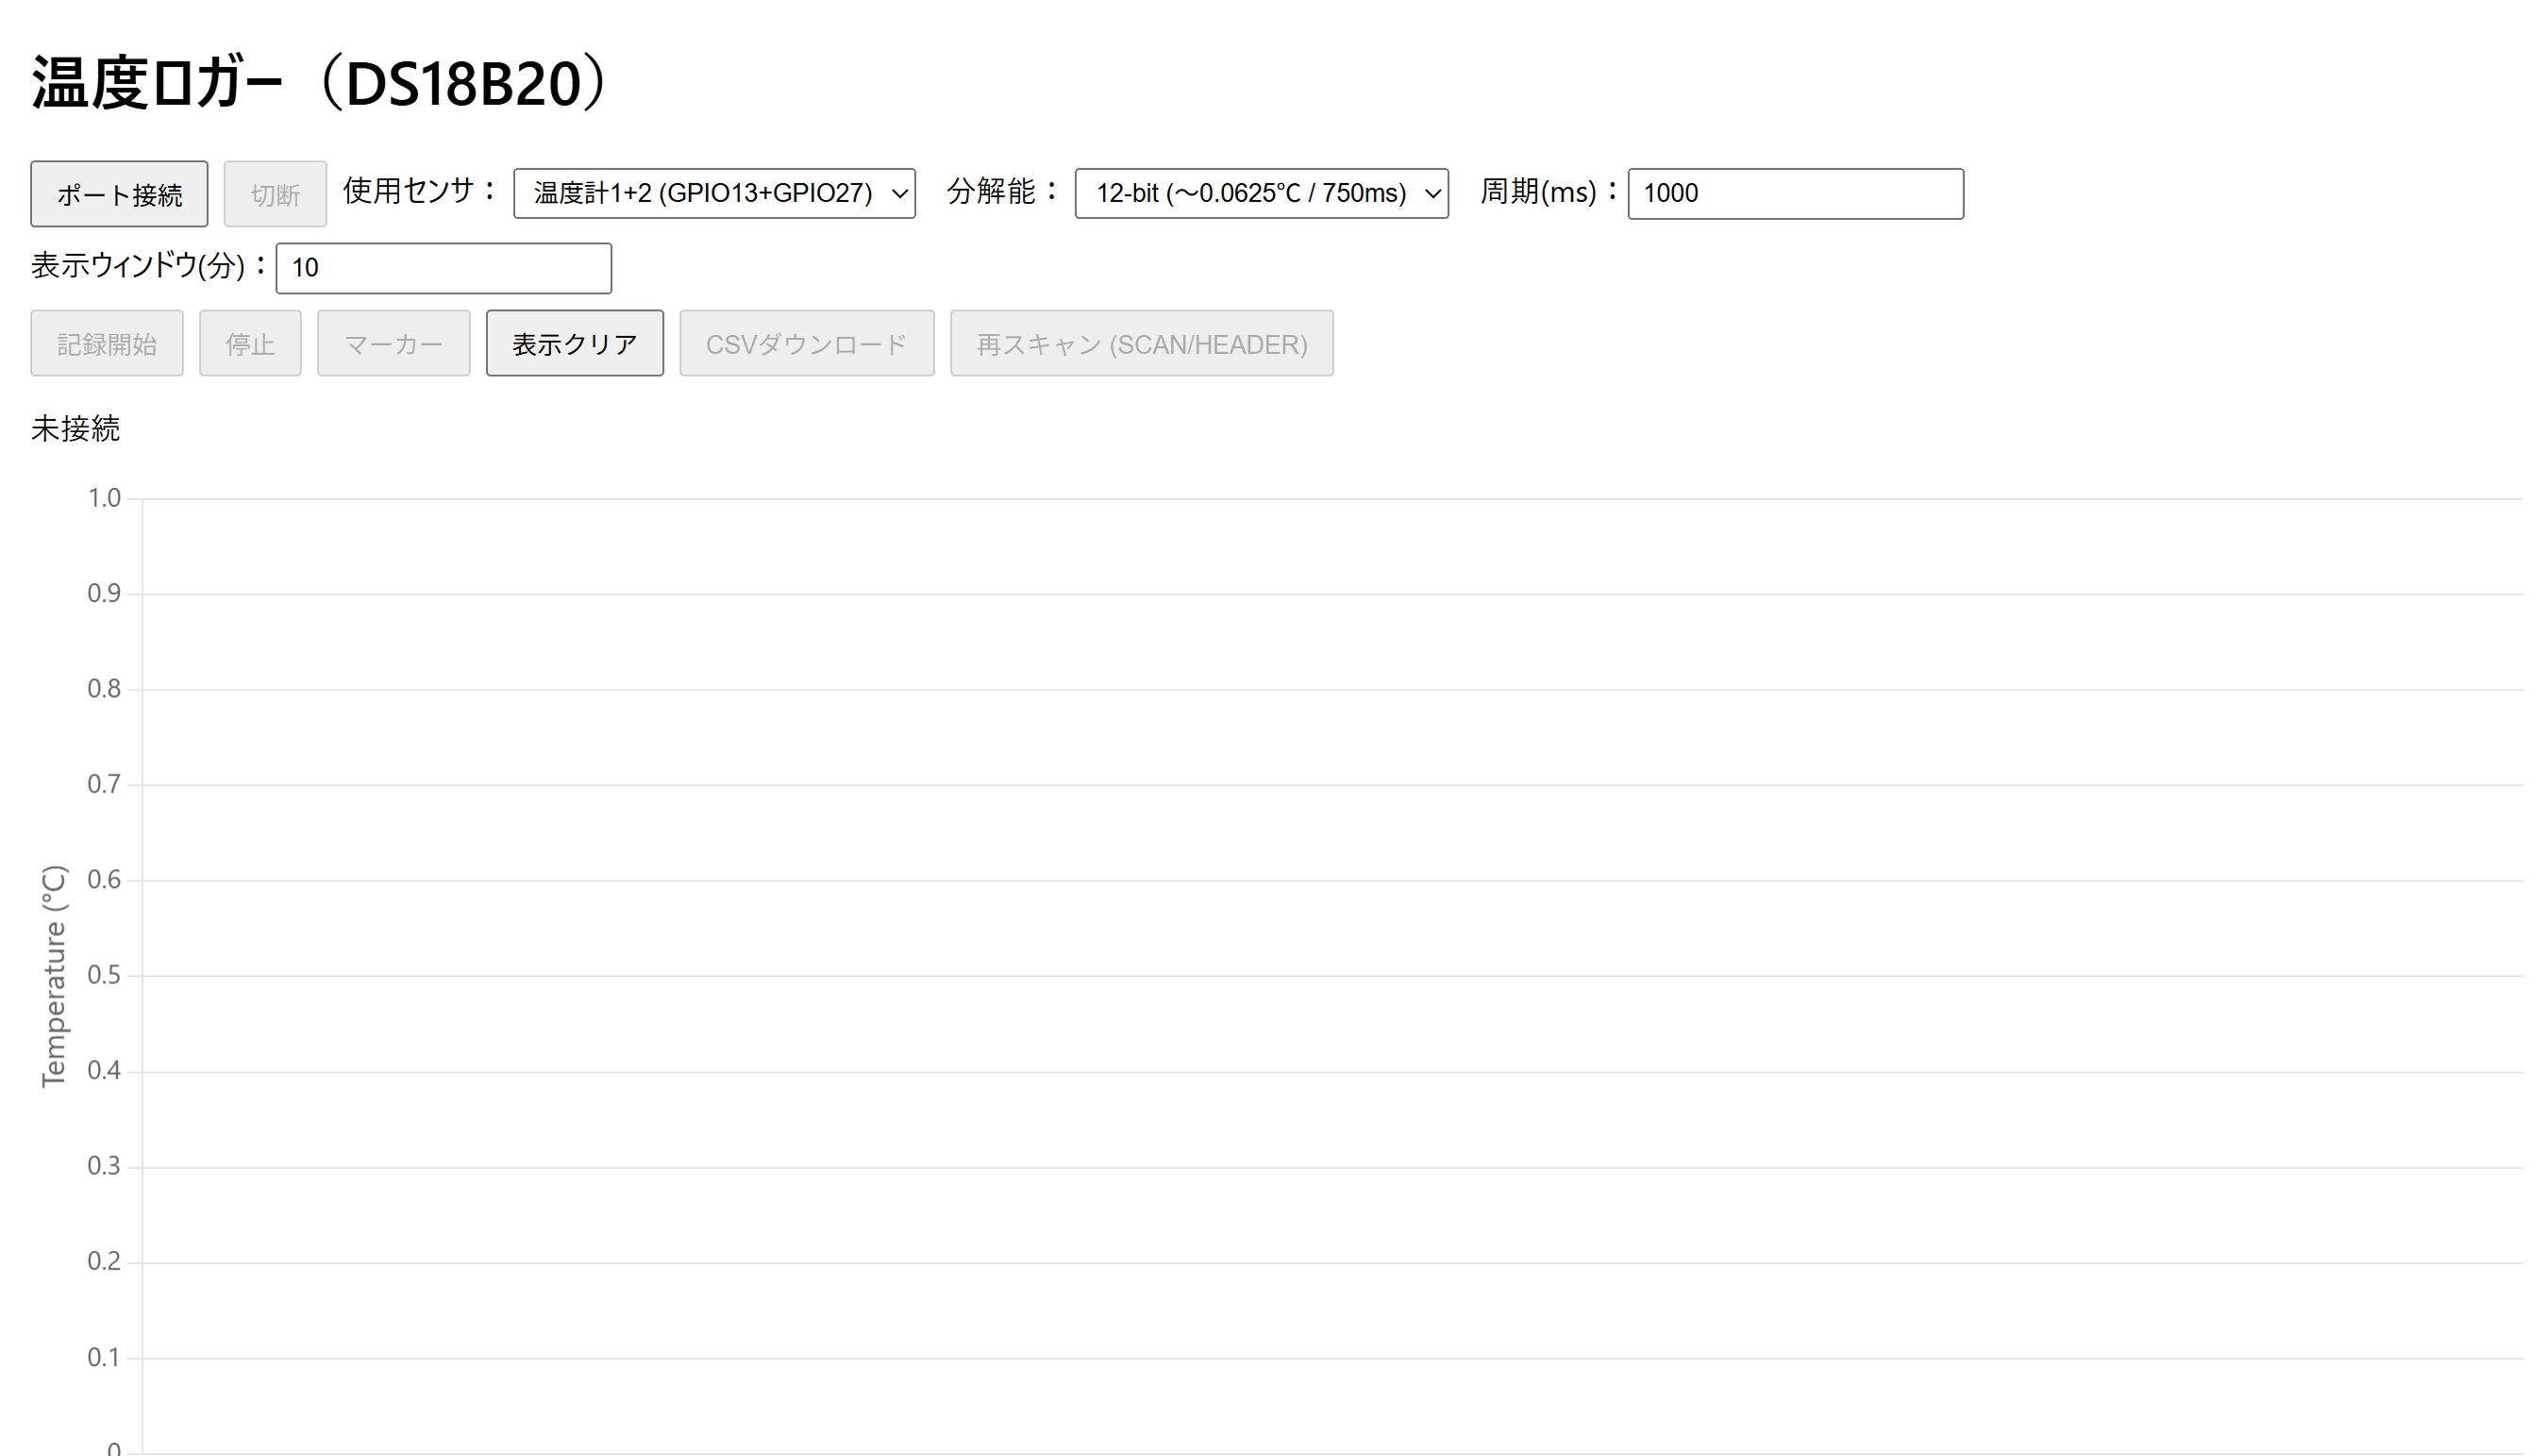 温度ロガー（DS18B20）
ポート接続 切断 使用センサ： 温度計1+2 (GPIO13+GPIO27) 分解能： 12-bit (～0.0625℃ / 750ms) 周期(ms)： 1000
表示ウィンドウ(分)： 10
記録開始 停止 マーカー 表示クリア CSVダウンロード 再スキャン (SCAN/HEADER)
未接続
1.0
0.9
0.8
0.7
0.6
0.5
0.4
0.3
0.2
0.1
0
Temperature (°C)